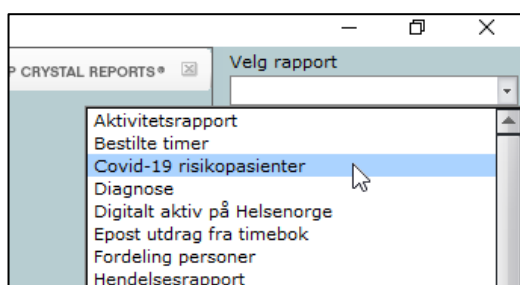 P CRYSTAL REPORTS®
Velg rapport
Aktivitetsrapport
Bestilte timer
Covid-19 risikopasienter
Diagnose
Digitalt aktiv på Helsenorge
Epost utdrag fra timebok
Fordeling personer
Hendelsesrapport